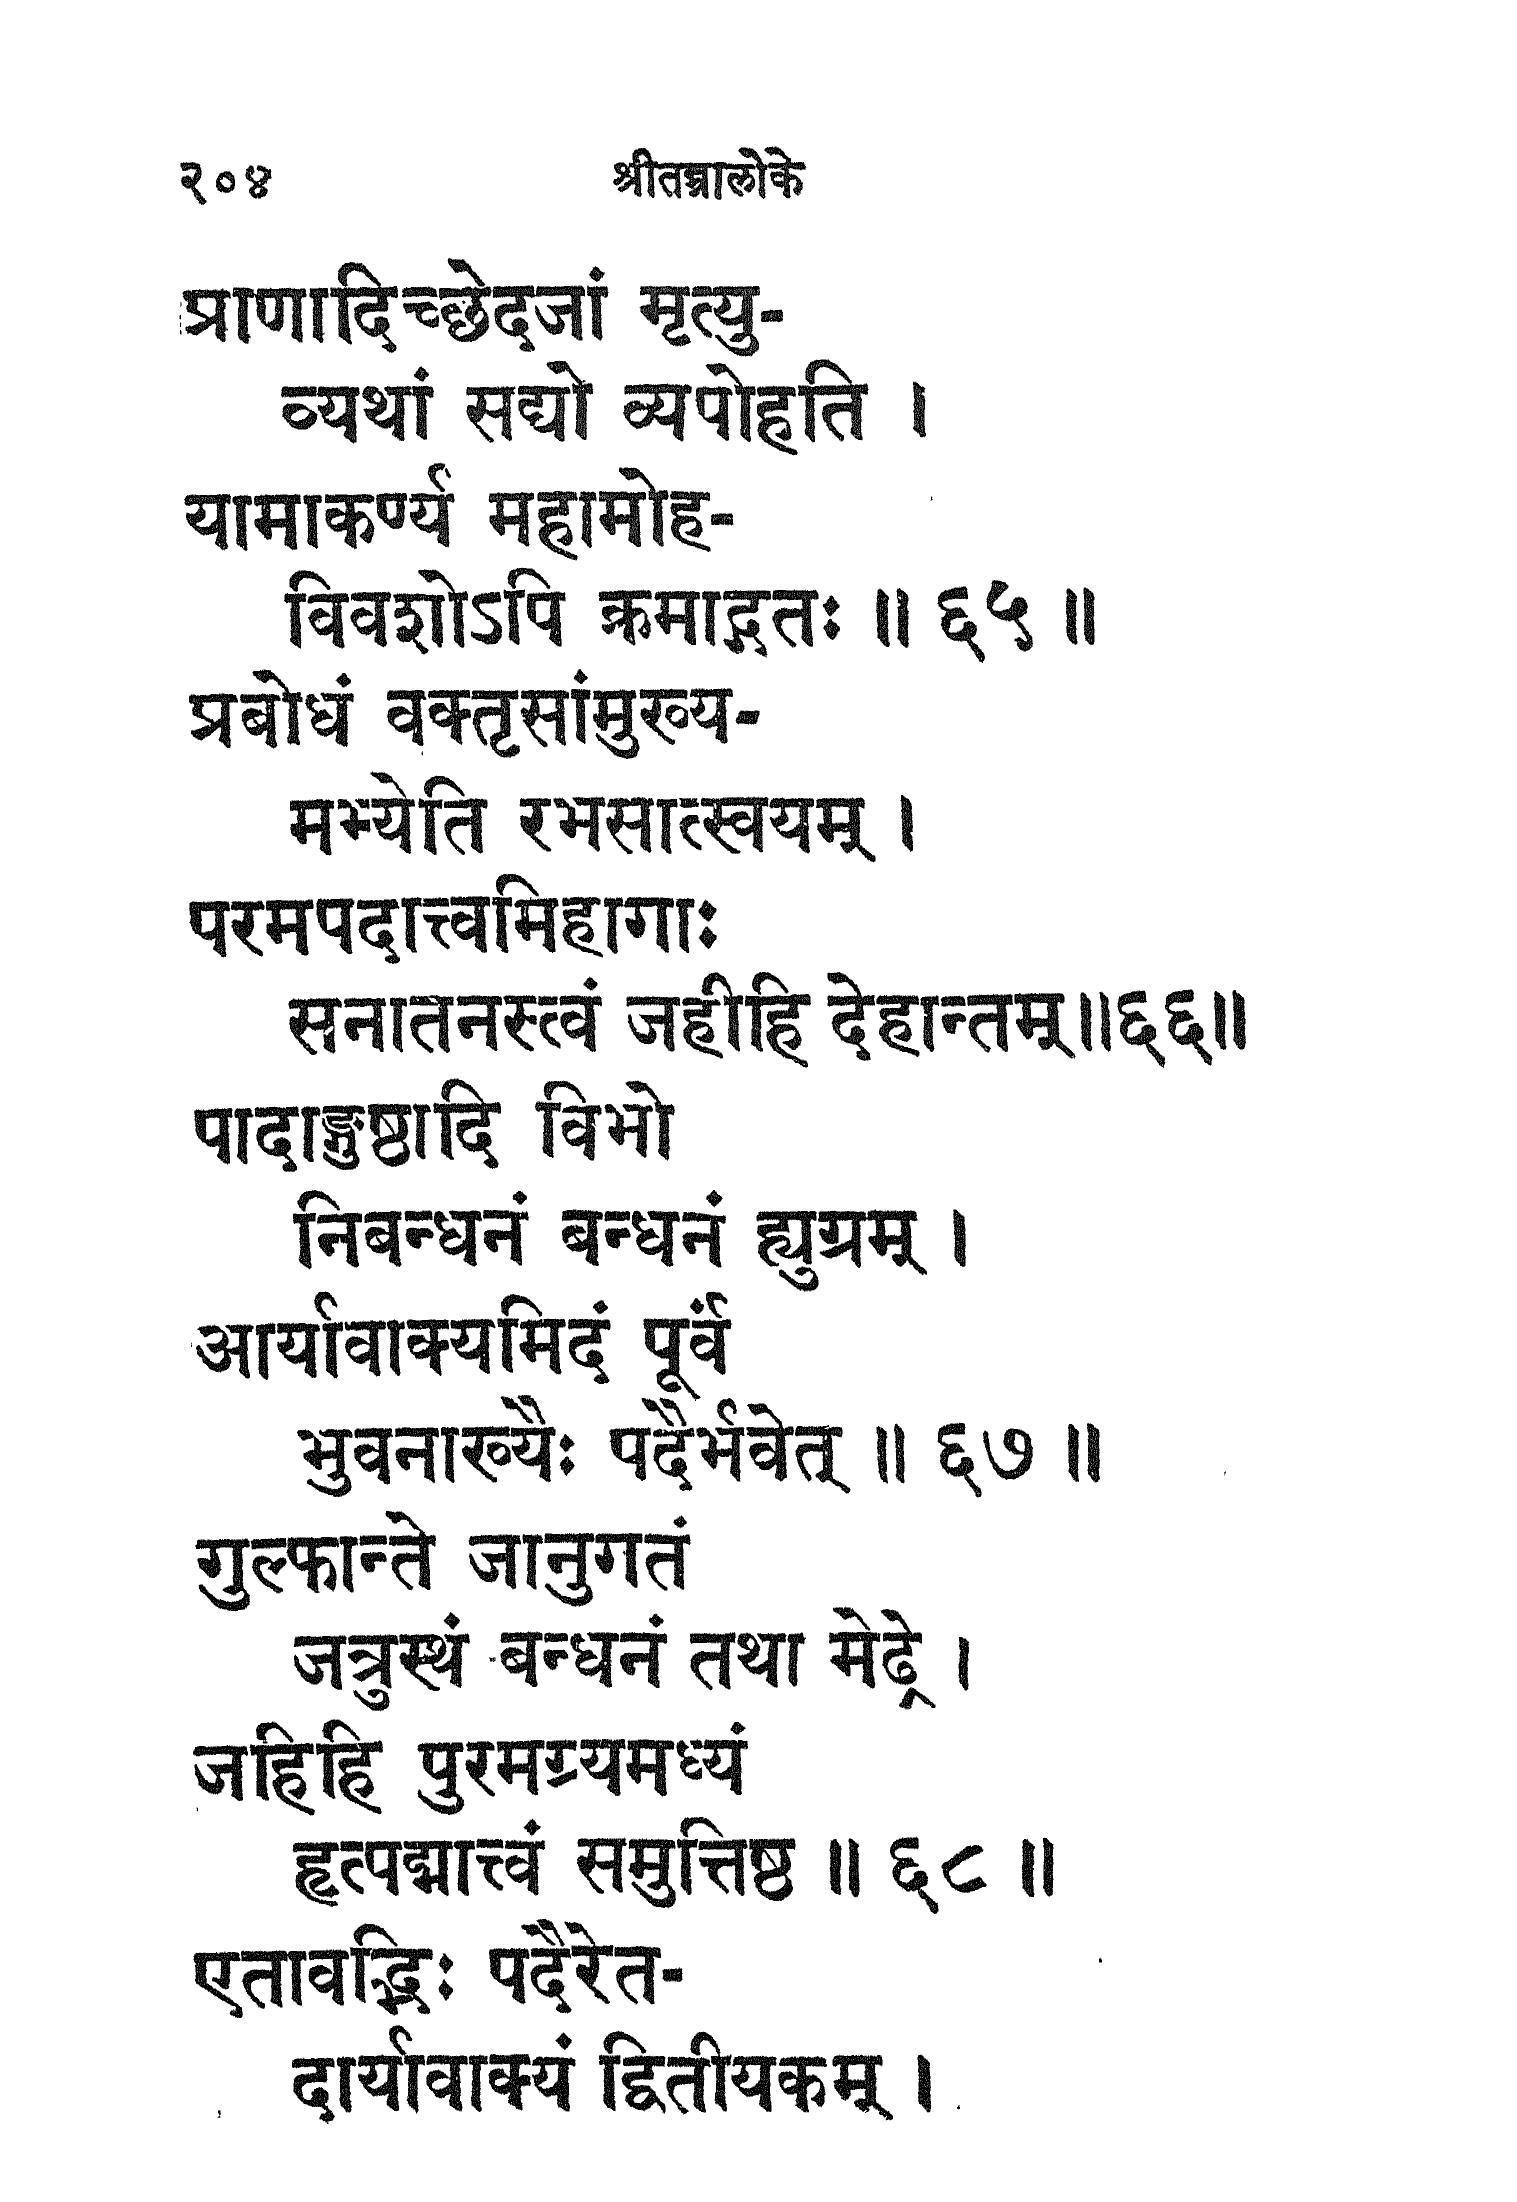 २०४ श्रीतन्त्रालोके
प्राणादिच्छेदजां मृत्यु-
व्यथां सद्यो व्यपोहति ।
यामाकर्ण्य महामोह-
विवशोऽपि क्रमाद्गतः ॥ ६५ ॥
प्रबोधं वक्तृसांमुख्य-
मभ्येति रभसात्स्वयम् ।
परमपदात्त्वमिहागाः
सनातनस्त्वं जहीहि देहान्तम्॥६६॥
पादाङ्गुष्ठादि विभो
निबन्धनं बन्धनं ह्युग्रम् ।
आर्यावाक्यमिदं पूर्वं
भुवनाख्यैः पदैर्भवेत् ॥ ६७ ॥
गुल्फान्ते जानुगतं
जत्रुस्थं बन्धनं तथा मेढ्रे ।
जहिहि पुरमग्र्यमध्यं
हृत्पद्मात्त्वं समुत्तिष्ठ ॥ ६८ ॥
एतावद्भिः पदैरेत-
दार्यावाक्यं द्वितीयकम् ।